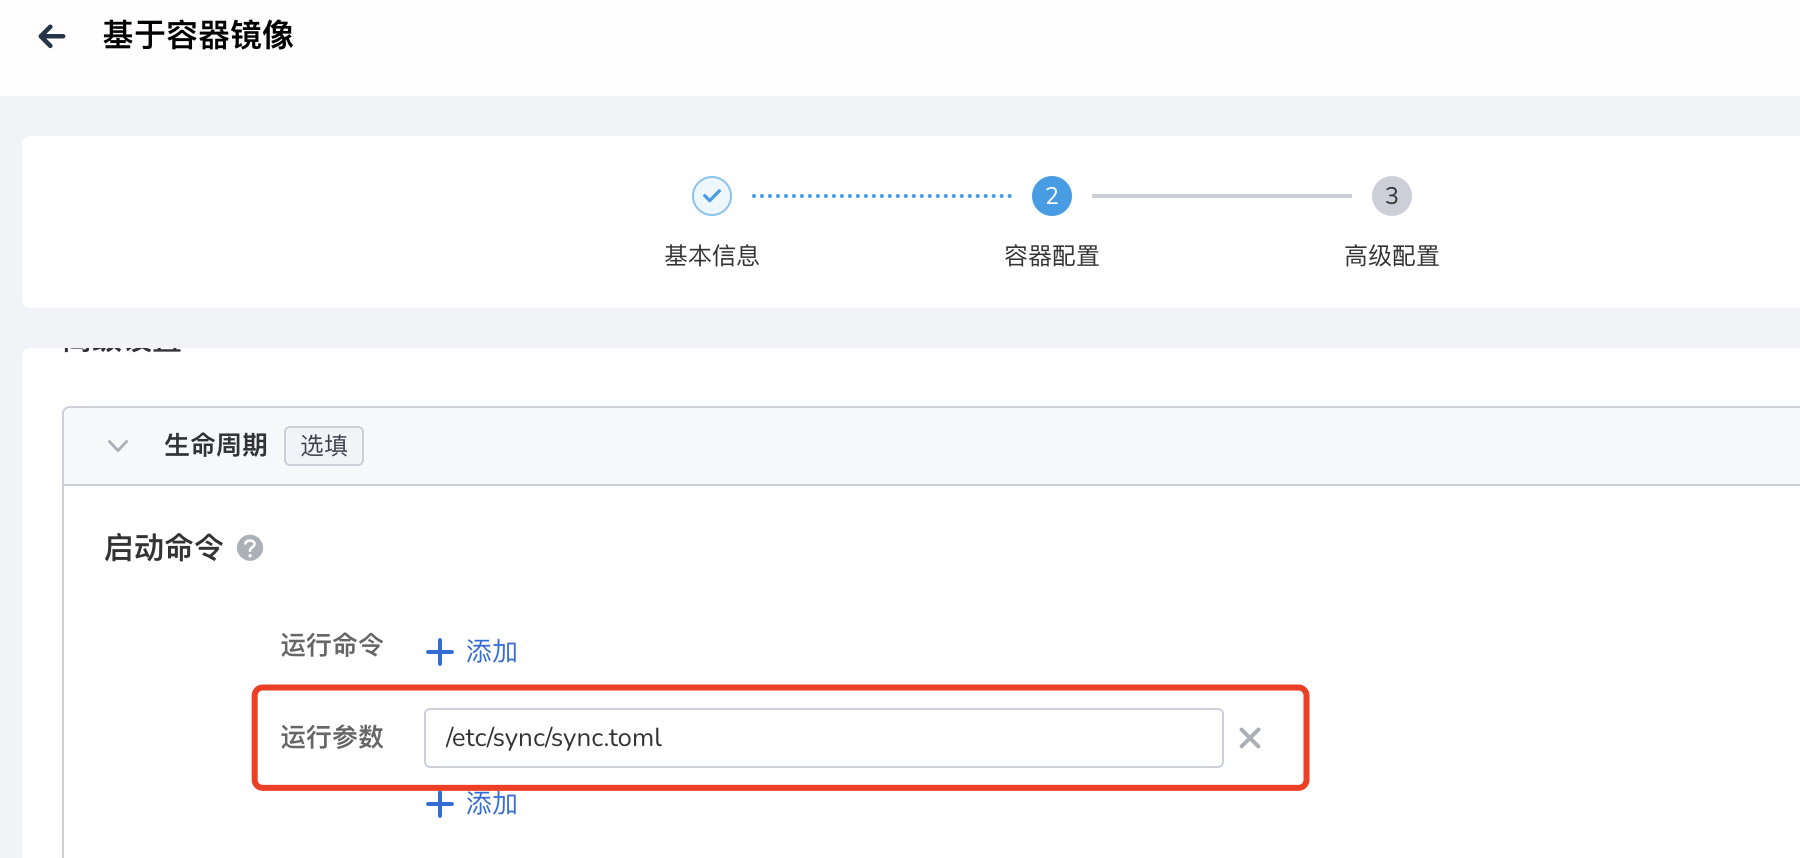 基于容器镜像
2
3
基本信息
容器配置
高级配置
生命周期
选填
启动命令
?
运行命令
添加
运行参数
/etc/sync/sync.toml
添加